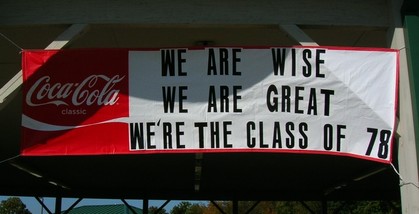 Coca-Cola
classic
WE ARE WISE
WE ARE GREAT
WE'RE THE CLASS OF 78